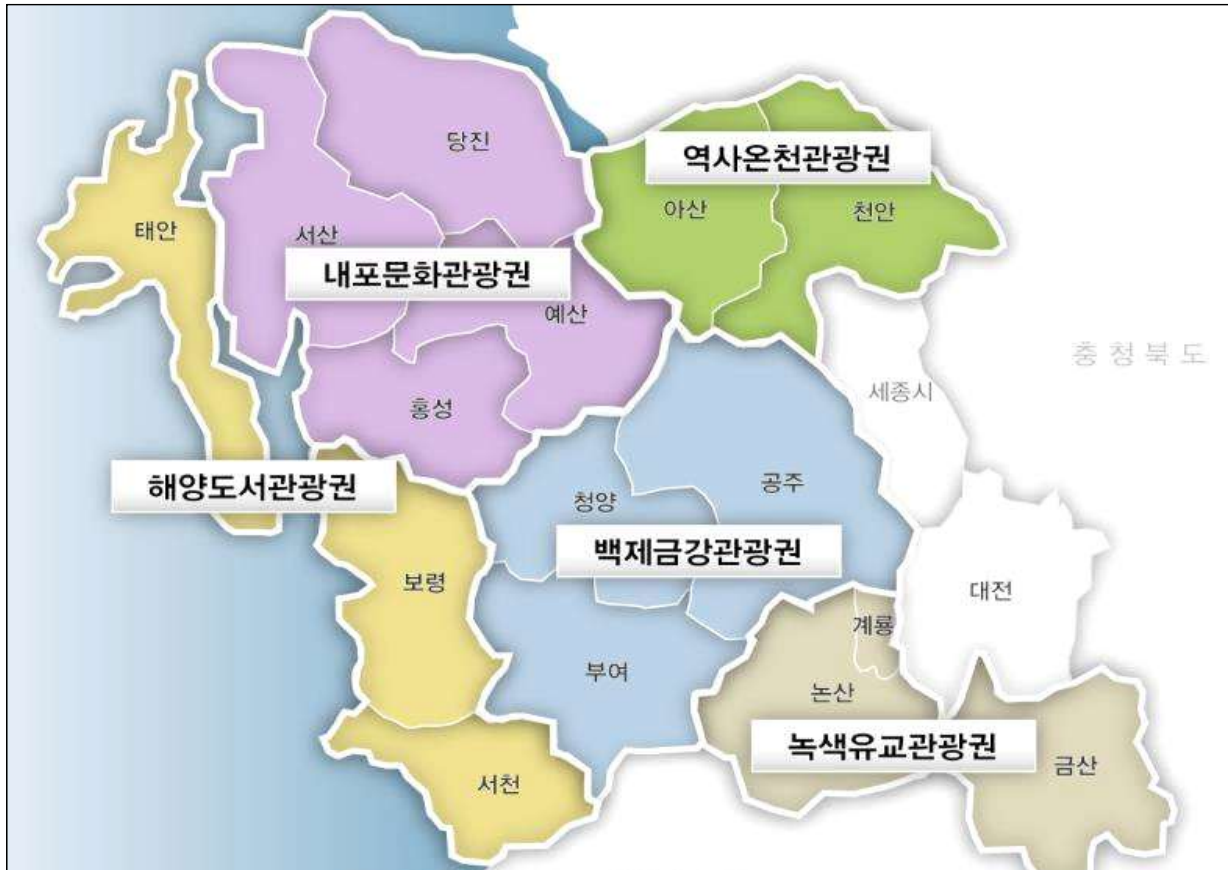 당진
역사온천관광권
아산
천안
태안
서산
내포문화관광권
예산
충청북도
세종시
홍성
해양도서관광권
청양
공주
백제금강관광권
보령
대전
계룡
부여
논산
녹색유교관광권
금산
서천